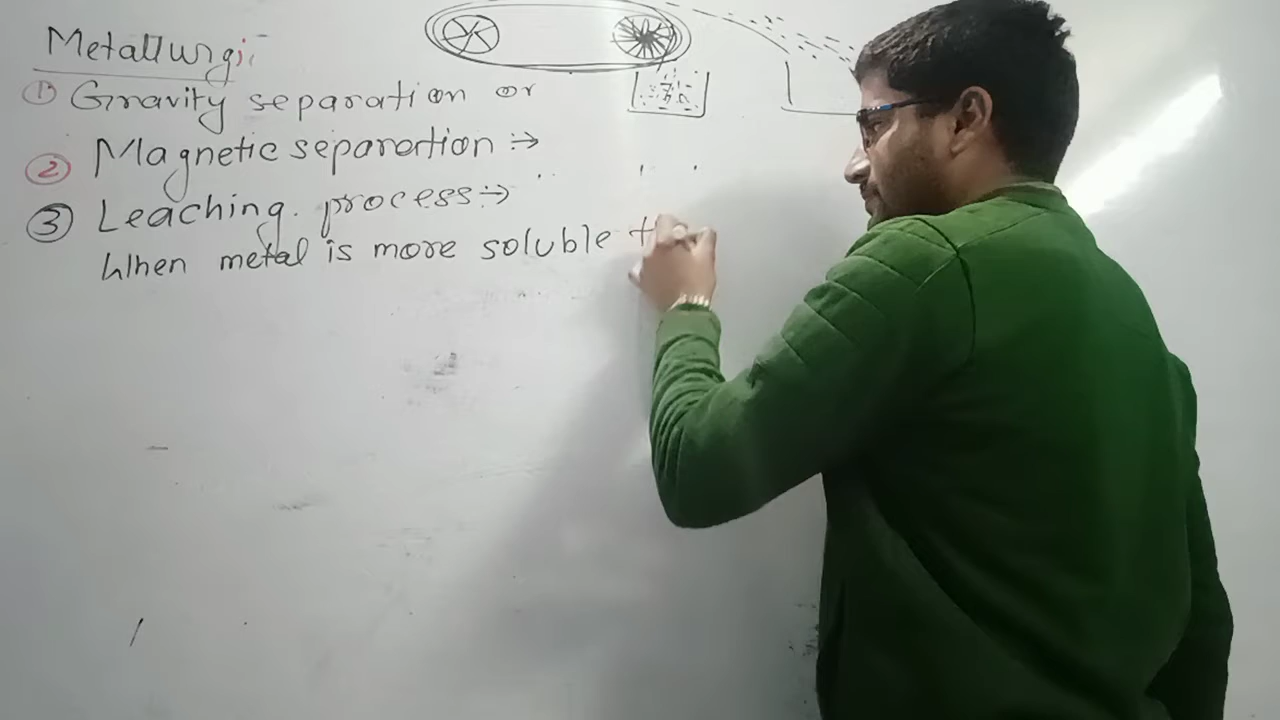 Metallurgi
① Gravity separation or
② Magnetic separation :→
③ Leaching. process :→
When metal is more soluble t